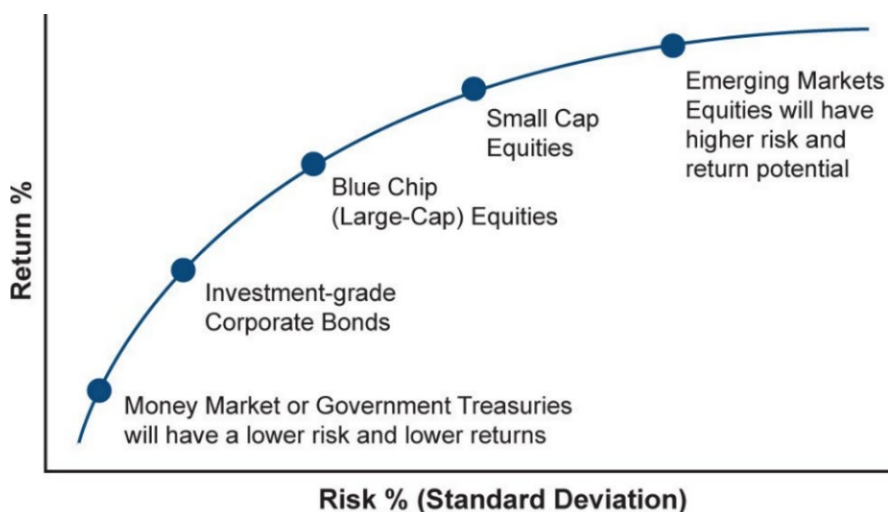 Return %
Emerging Markets
Equities will have
higher risk and
return potential
Small Cap
Equities
Blue Chip
(Large-Cap) Equities
Investment-grade
Corporate Bonds
Money Market or Government Treasuries
will have a lower risk and lower returns
Risk % (Standard Deviation)